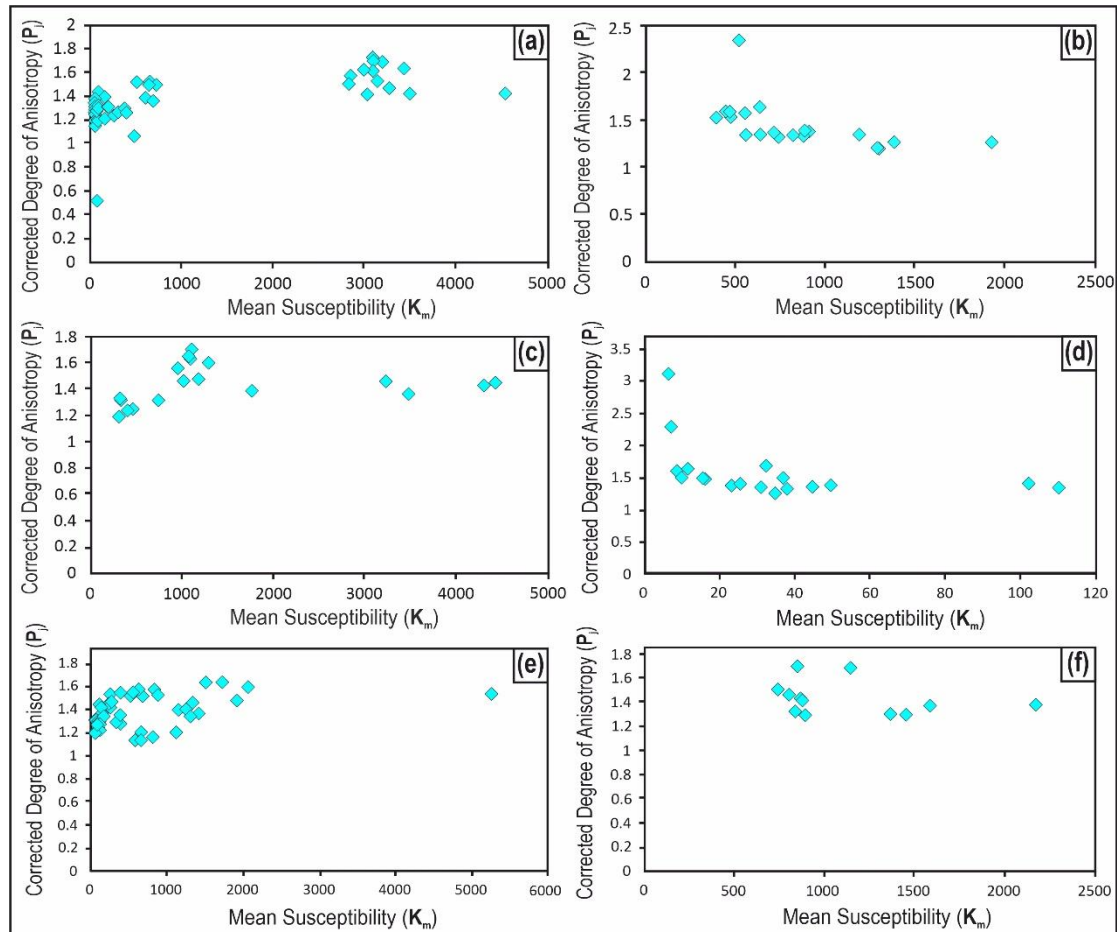 (a)
Corrected Degree of Anisotropy (Pj)
2
1.8
1.6
1.4
1.2
1
0.8
0.6
0.4
0.2
0
0 1000 2000 3000 4000 5000
Mean Susceptibility (Km)
(b)
Corrected Degree of Anisotropy (Pj)
2.5
2
1.5
1
0.5
0
0 500 1000 1500 2000 2500
Mean Susceptibility (Km)
(c)
Corrected Degree of Anisotropy (Pj)
1.8
1.6
1.4
1.2
1
0.8
0.6
0.4
0.2
0
0 1000 2000 3000 4000 5000
Mean Susceptibility (Km)
(d)
Corrected Degree of Anisotropy (Pj)
3.5
3
2.5
2
1.5
1
0.5
0
0 20 40 60 80 100 120
Mean Susceptibility (Km)
(e)
Corrected Degree of Anisotropy (Pj)
1.8
1.6
1.4
1.2
1
0.8
0.6
0.4
0.2
0
0 1000 2000 3000 4000 5000 6000
Mean Susceptibility (Km)
(f)
Corrected Degree of Anisotropy (Pj)
1.8
1.6
1.4
1.2
1
0.8
0.6
0.4
0.2
0
0 500 1000 1500 2000 2500
Mean Susceptibility (Km)